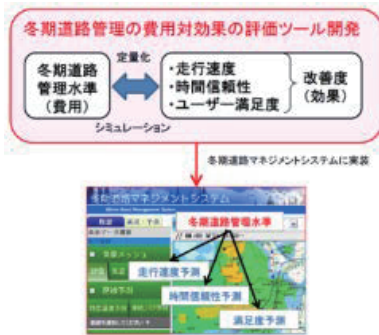 冬期道路管理の費用対効果の評価ツール開発
冬期道路
管理水準
（費用）
定量化
シミュレーション
・走行速度
・時間信頼性
・ユーザー満足度
改善度
（効果）
冬期道路マネジメントシステムに実装
冬期道路マネジメントシステム
冬期道路管理水準
走行速度予測
時間信頼性予測
満足度予測